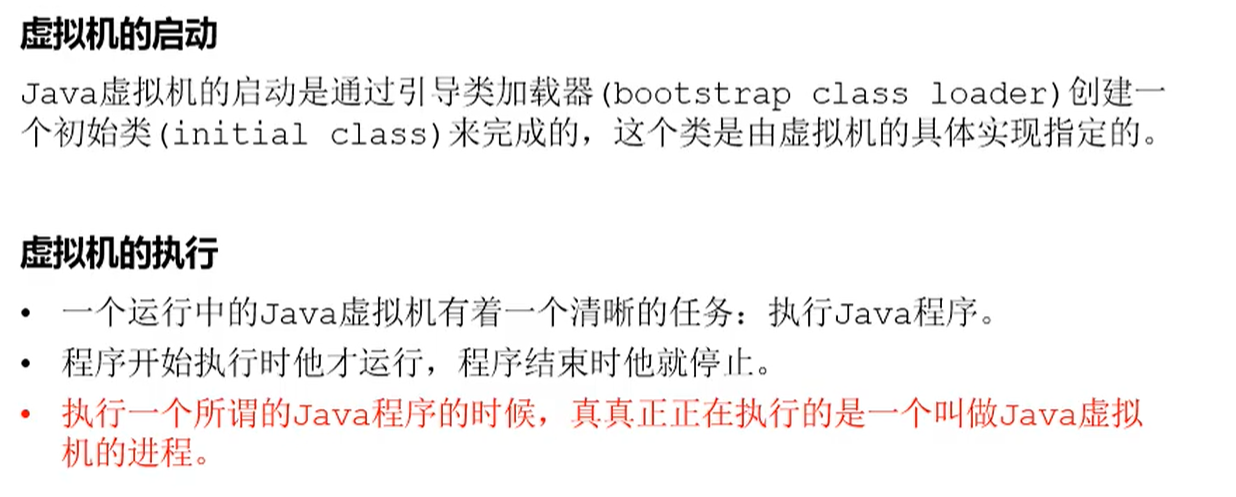 虚拟机的启动
Java虚拟机的启动是通过引导类加载器(bootstrap class loader)创建一
个初始类(initial class)来完成的，这个类是由虚拟机的具体实现指定的。
虚拟机的执行
• 一个运行中的Java虚拟机有着一个清晰的任务：执行Java程序。
• 程序开始执行时他才运行，程序结束时他就停止。
• 执行一个所谓的Java程序的时候，真真正正在执行的是一个叫做Java虚拟
机的进程。